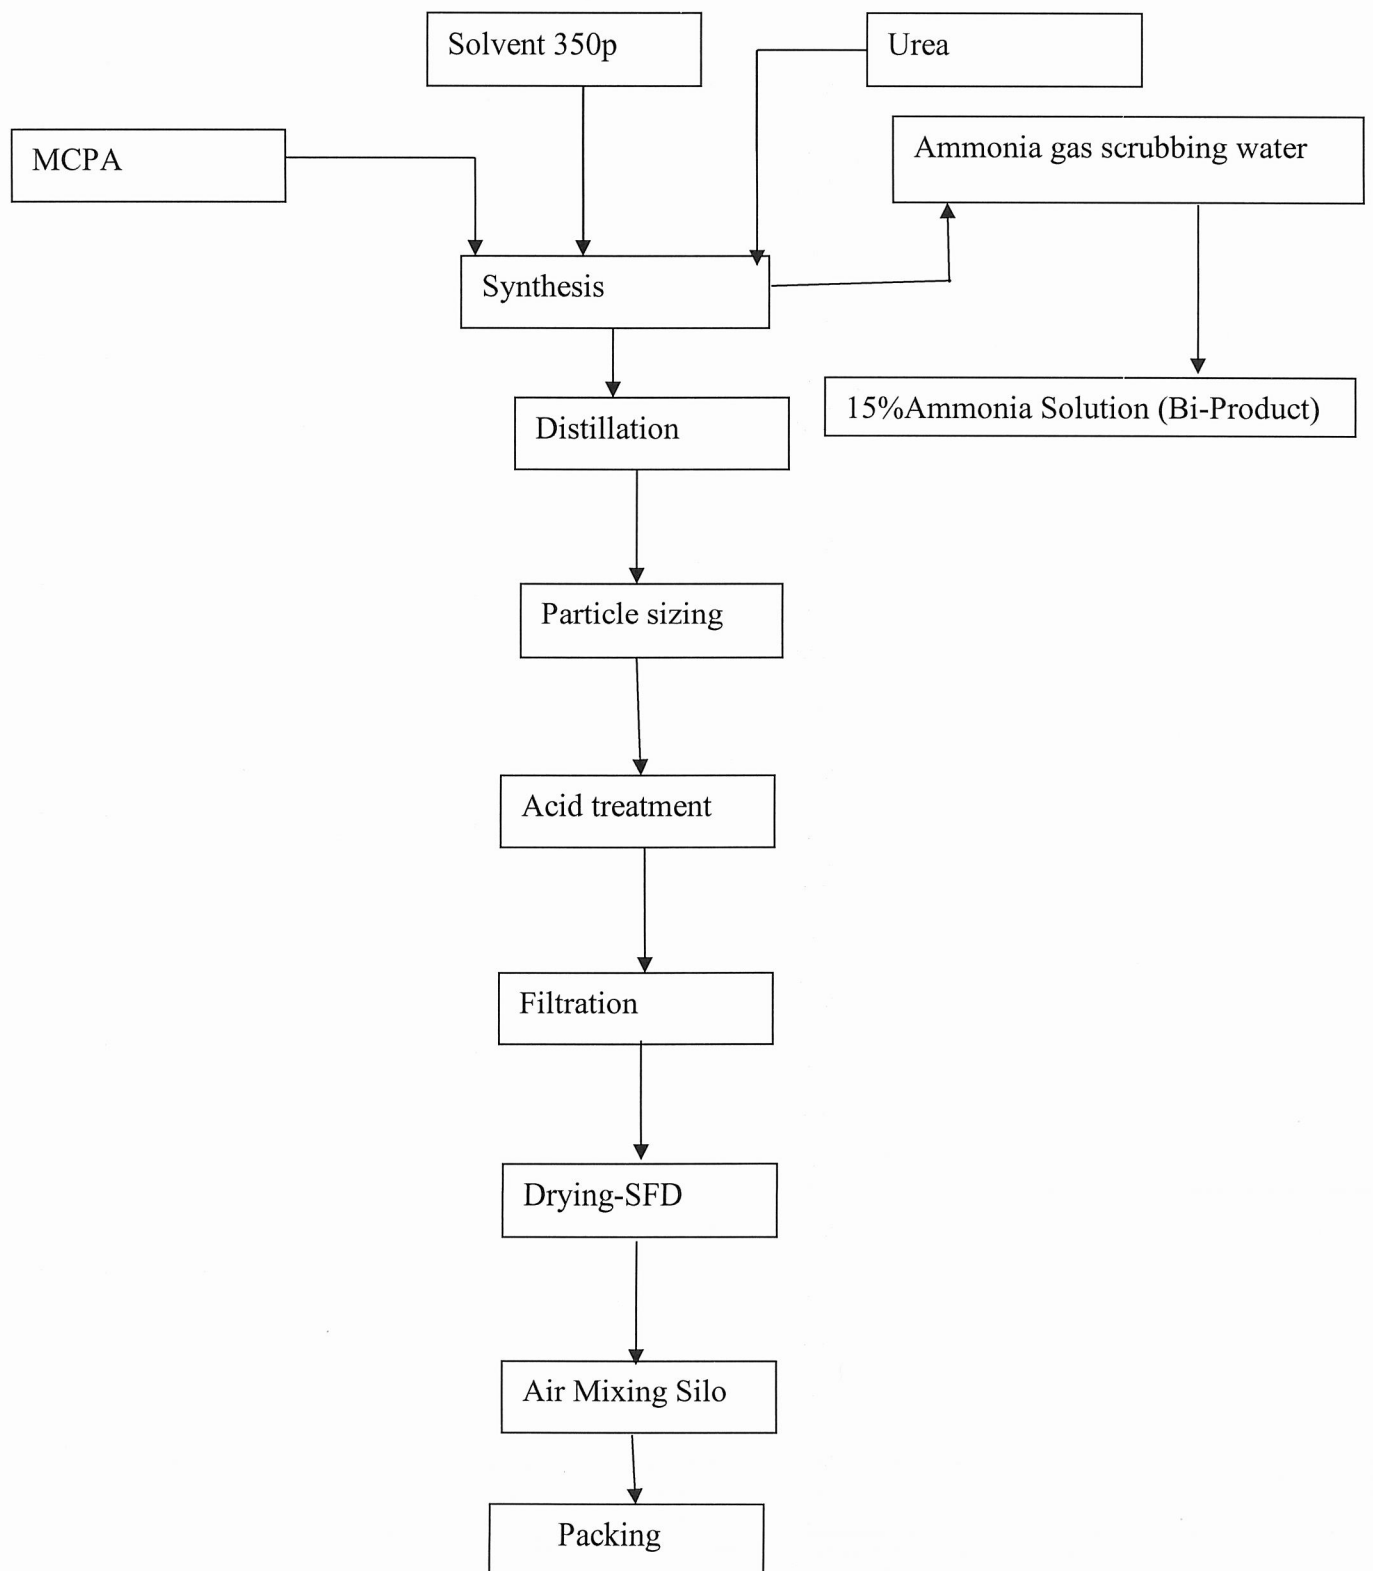 Solvent 350p
Urea
MCPA
Ammonia gas scrubbing water
Synthesis
15%Ammonia Solution (Bi-Product)
Distillation
Particle sizing
Acid treatment
Filtration
Drying-SFD
Air Mixing Silo
Packing